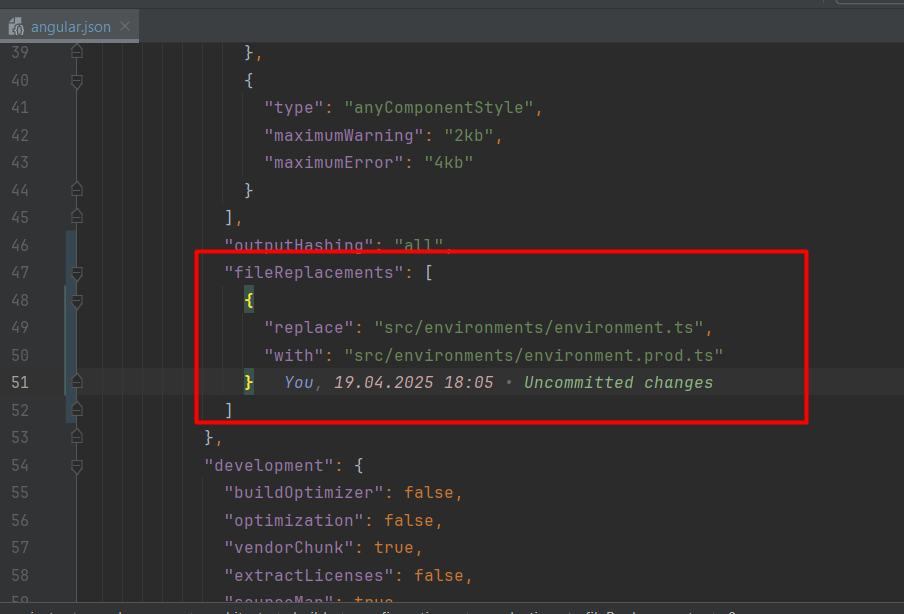 angular.json
39 },
40 {
41 "type": "anyComponentStyle",
42 "maximumWarning": "2kb",
43 "maximumError": "4kb"
44 }
45 ],
46 "outputHashing": "all",
47 "fileReplacements": [
48 {
49 "replace": "src/environments/environment.ts",
50 "with": "src/environments/environment.prod.ts"
51 } You, 19.04.2025 18:05 • Uncommitted changes
52 ]
53 },
54 "development": {
55 "buildOptimizer": false,
56 "optimization": false,
57 "vendorChunk": true,
58 "extractLicenses": false,
59 "sourceMap": true